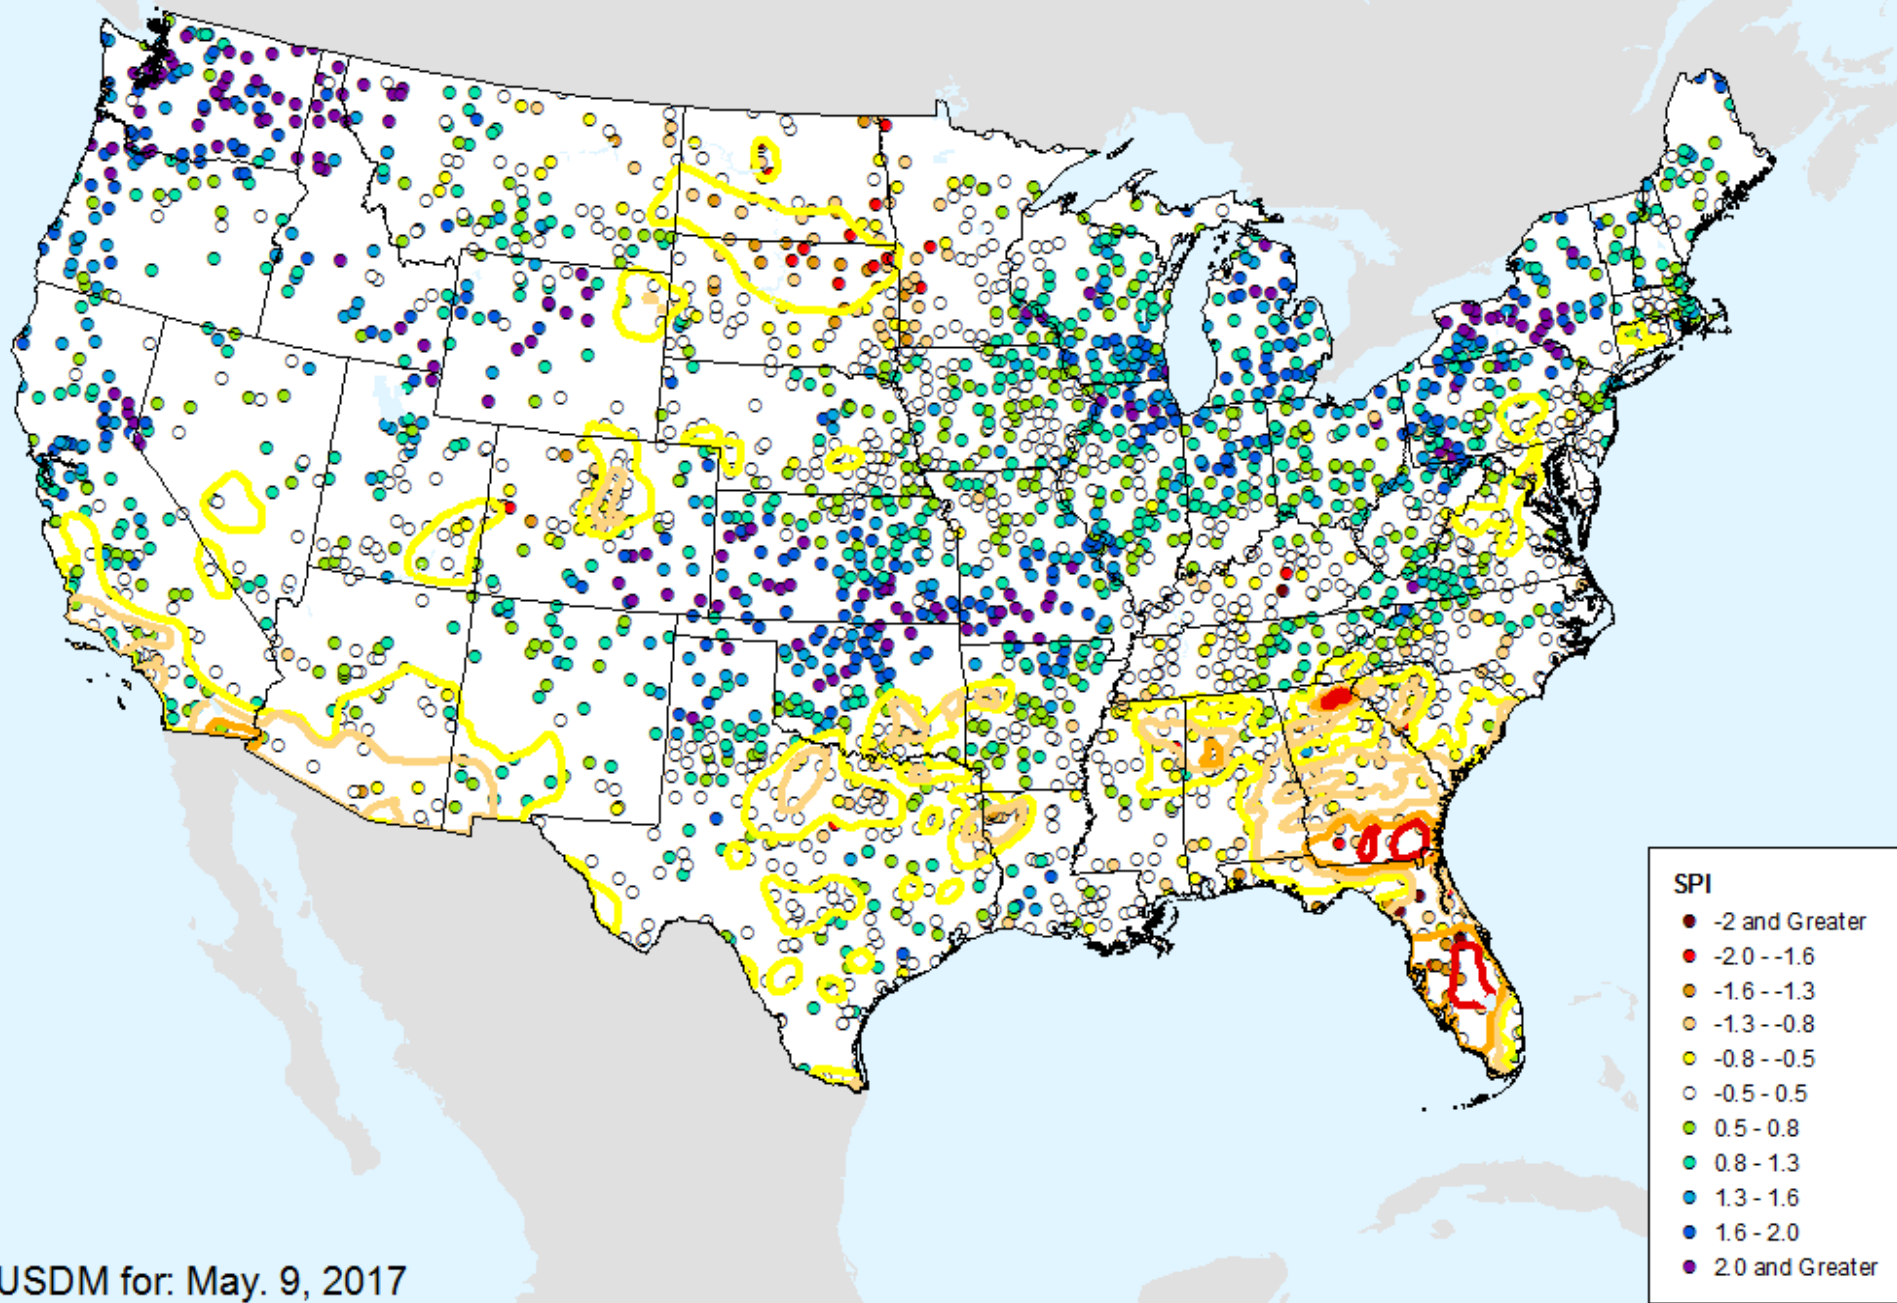 SPI
-2 and Greater
-2.0 - -1.6
-1.6 - -1.3
-1.3 - -0.8
-0.8 - -0.5
-0.5 - 0.5
0.5 - 0.8
0.8 - 1.3
1.3 - 1.6
1.6 - 2.0
2.0 and Greater
USDM for: May. 9, 2017